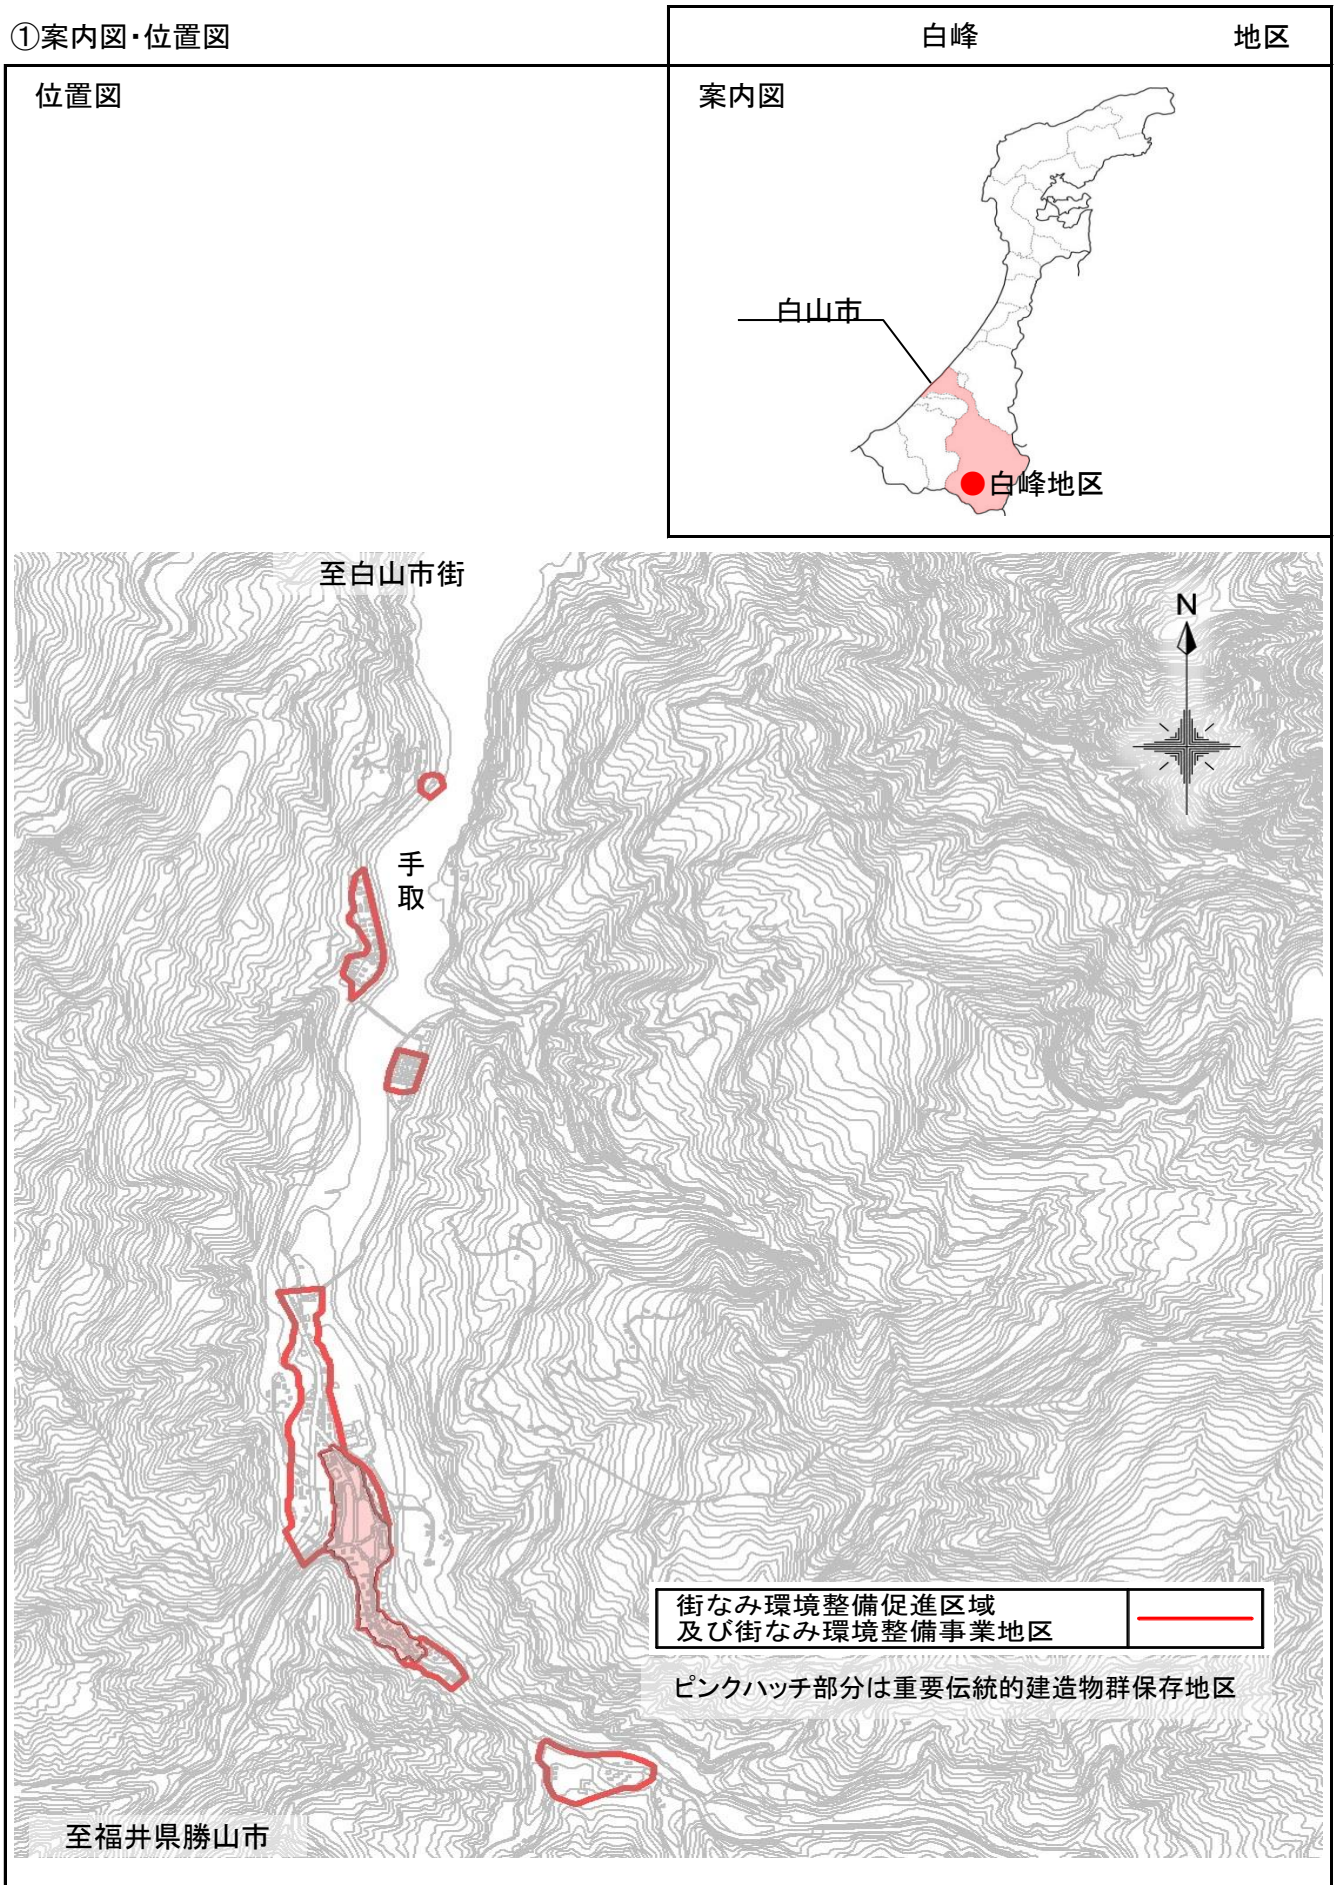 ①案内図・位置図
白峰 地区
位置図
案内図
白山市
白峰地区
至白山市街
N
手取
街なみ環境整備促進区域
及び街なみ環境整備事業地区
ピンクハッチ部分は重要伝統的建造物群保存地区
至福井県勝山市